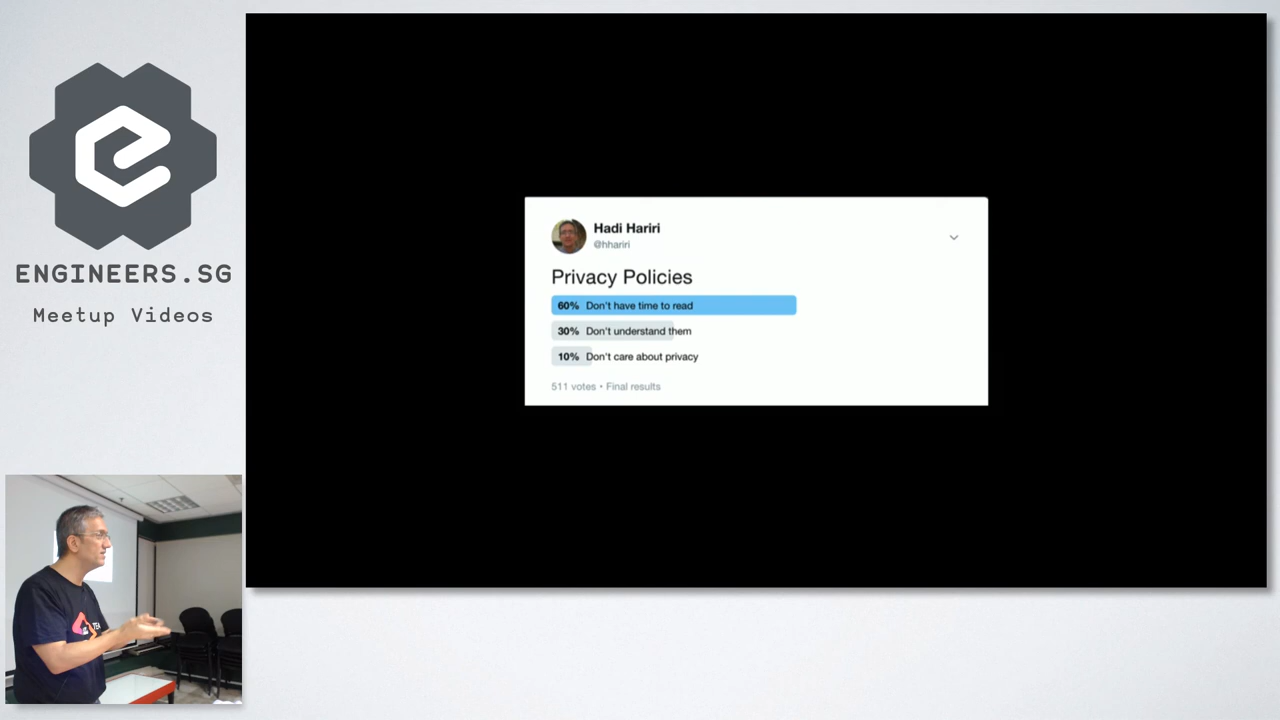 ENGINEERS.SG
Meetup Videos
Hadi Hariri
@hhariri
Privacy Policies
60% Don't have time to read
30% Don't understand them
10% Don't care about privacy
511 votes • Final results